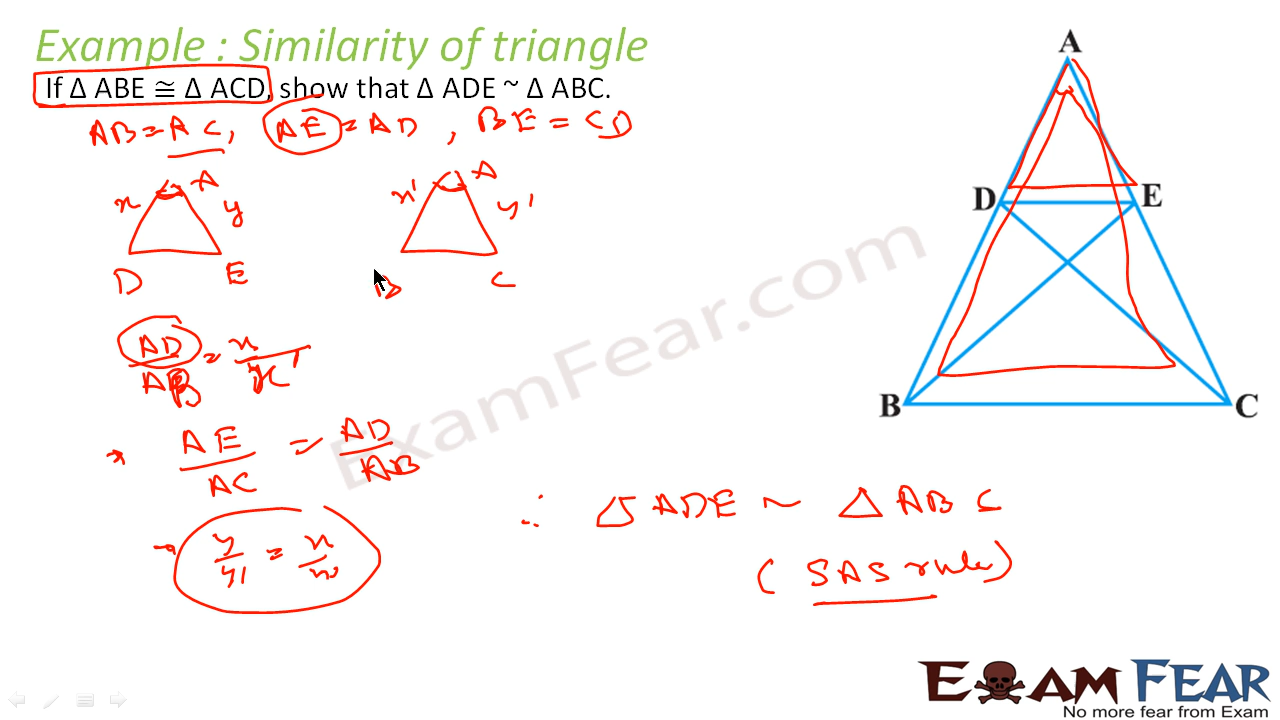 Example : Similarity of triangle
If Δ ABE ≅ Δ ACD, show that Δ ADE ~ Δ ABC.
AB = AC, AE = AD, BE = CD
A A
x y x' y'
D E B C
AD/AB = x/x'
AE/AC = AD/AB
y/y' = x/x'
∴ Δ ADE ~ Δ ABC
(SAS rule)
A
D E
B C
ExamFear.com
EXAM FEAR
No more fear from Exam